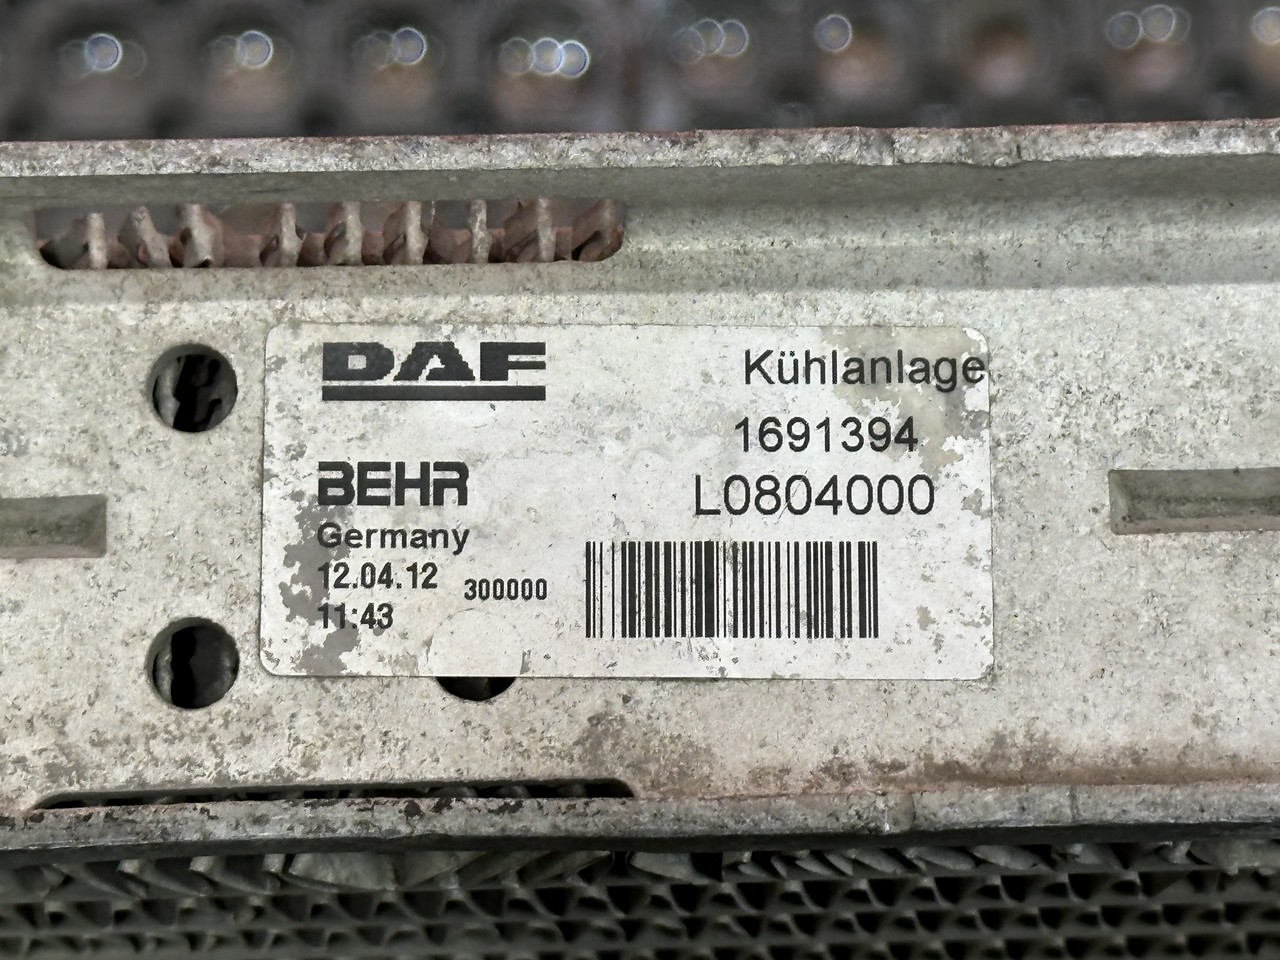 DAF
Kühlanlage
1691394
BEHR
L0804000
Germany
12.04.12 300000
11:43